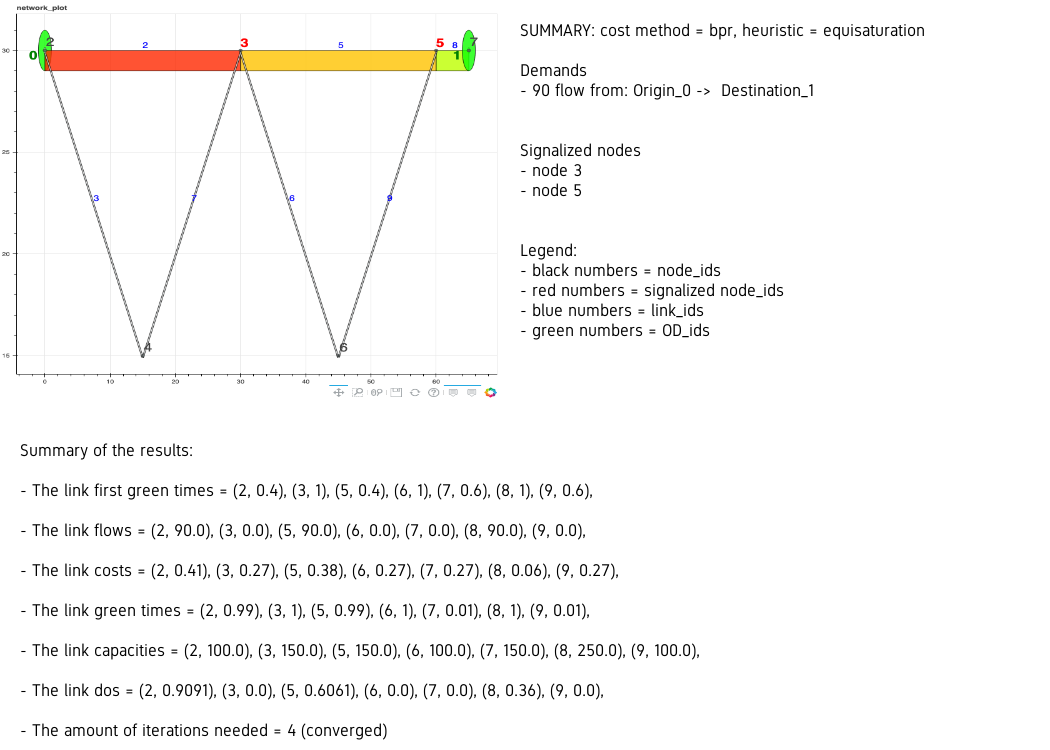 network_plot
30
25
20
15
0
10
20
30
40
50
60
0
2
2
3
5
5
8
1
7
3
7
6
9
4
6
SUMMARY: cost method = bpr, heuristic = equisaturation
Demands
- 90 flow from: Origin_0 -> Destination_1
Signalized nodes
- node 3
- node 5
Legend:
- black numbers = node_ids
- red numbers = signalized node_ids
- blue numbers = link_ids
- green numbers = OD_ids
Summary of the results:
- The link first green times = (2, 0.4), (3, 1), (5, 0.4), (6, 1), (7, 0.6), (8, 1), (9, 0.6),
- The link flows = (2, 90.0), (3, 0.0), (5, 90.0), (6, 0.0), (7, 0.0), (8, 90.0), (9, 0.0),
- The link costs = (2, 0.41), (3, 0.27), (5, 0.38), (6, 0.27), (7, 0.27), (8, 0.06), (9, 0.27),
- The link green times = (2, 0.99), (3, 1), (5, 0.99), (6, 1), (7, 0.01), (8, 1), (9, 0.01),
- The link capacities = (2, 100.0), (3, 150.0), (5, 150.0), (6, 100.0), (7, 150.0), (8, 250.0), (9, 100.0),
- The link dos = (2, 0.9091), (3, 0.0), (5, 0.6061), (6, 0.0), (7, 0.0), (8, 0.36), (9, 0.0),
- The amount of iterations needed = 4 (converged)